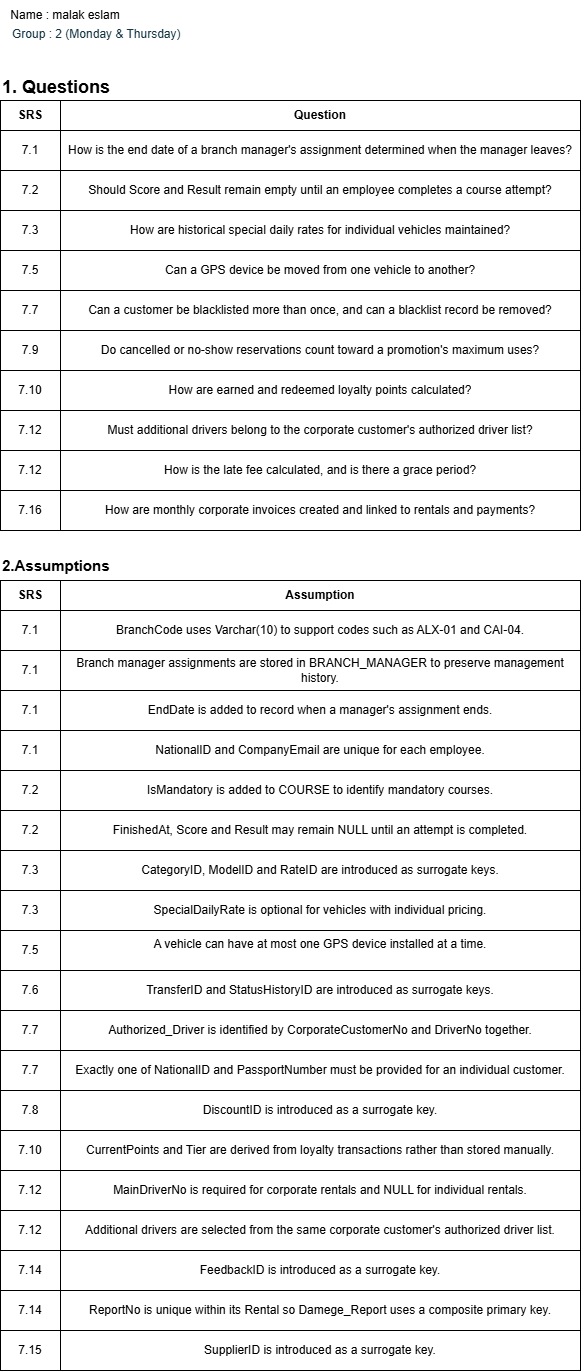 Name : malak eslam
Group : 2 (Monday & Thursday)
1. Questions
SRS Question
7.1 How is the end date of a branch manager's assignment determined when the manager leaves?
7.2 Should Score and Result remain empty until an employee completes a course attempt?
7.3 How are historical special daily rates for individual vehicles maintained?
7.5 Can a GPS device be moved from one vehicle to another?
7.7 Can a customer be blacklisted more than once, and can a blacklist record be removed?
7.9 Do cancelled or no-show reservations count toward a promotion's maximum uses?
7.10 How are earned and redeemed loyalty points calculated?
7.12 Must additional drivers belong to the corporate customer's authorized driver list?
7.12 How is the late fee calculated, and is there a grace period?
7.16 How are monthly corporate invoices created and linked to rentals and payments?
2.Assumptions
SRS Assumption
7.1 BranchCode uses Varchar(10) to support codes such as ALX-01 and CAI-04.
7.1 Branch manager assignments are stored in BRANCH_MANAGER to preserve management
history.
7.1 EndDate is added to record when a manager's assignment ends.
7.1 NationalID and CompanyEmail are unique for each employee.
7.2 IsMandatory is added to COURSE to identify mandatory courses.
7.2 FinishedAt, Score and Result may remain NULL until an attempt is completed.
7.3 CategoryID, ModelID and RateID are introduced as surrogate keys.
7.3 SpecialDailyRate is optional for vehicles with individual pricing.
7.5 A vehicle can have at most one GPS device installed at a time.
7.6 TransferID and StatusHistoryID are introduced as surrogate keys.
7.7 Authorized_Driver is identified by CorporateCustomerNo and DriverNo together.
7.7 Exactly one of NationalID and PassportNumber must be provided for an individual customer.
7.8 DiscountID is introduced as a surrogate key.
7.10 CurrentPoints and Tier are derived from loyalty transactions rather than stored manually.
7.12 MainDriverNo is required for corporate rentals and NULL for individual rentals.
7.12 Additional drivers are selected from the same corporate customer's authorized driver list.
7.14 FeedbackID is introduced as a surrogate key.
7.14 ReportNo is unique within its Rental so Damege_Report uses a composite primary key.
7.15 SupplierID is introduced as a surrogate key.